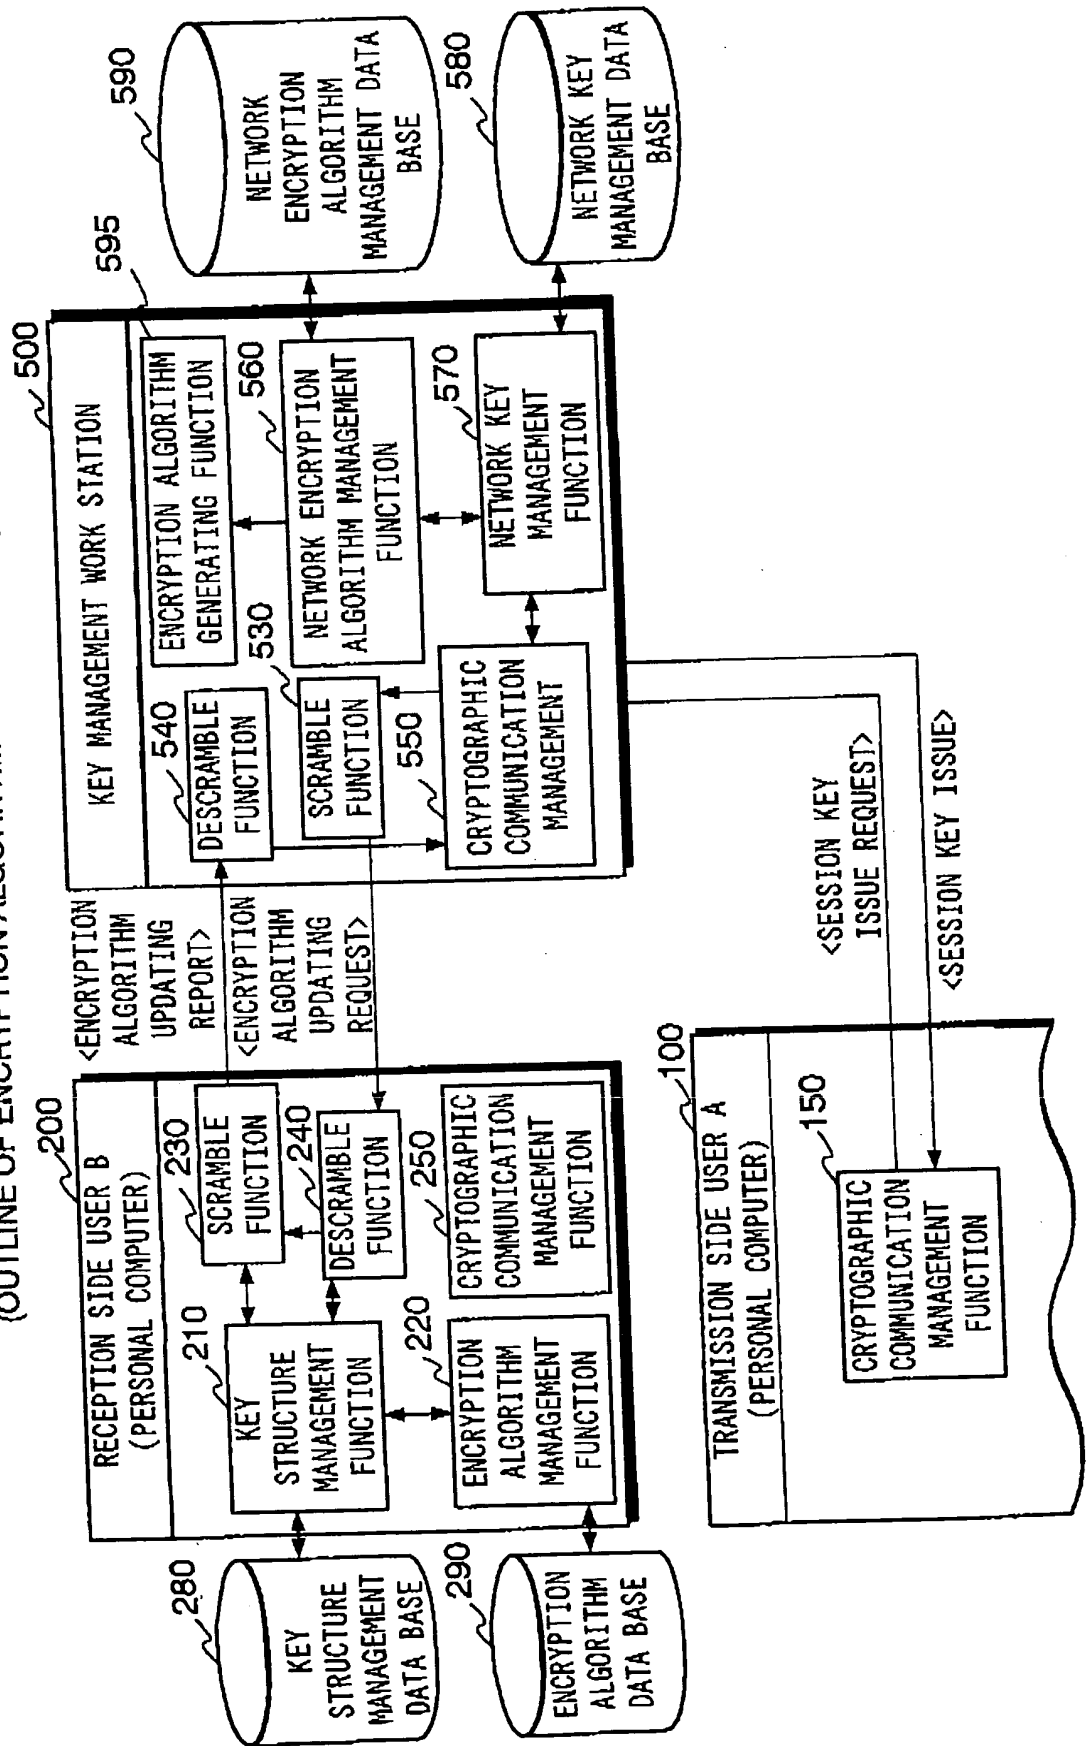 (OUTLINE OF ENCRYPTION ALGORITHM
200
RECEPTION SIDE USER B
(PERSONAL COMPUTER)
210
KEY
STRUCTURE
MANAGEMENT
FUNCTION
230
SCRAMBLE
FUNCTION
240
DESCRAMBLE
FUNCTION
220
ENCRYPTION
ALGORITHM
MANAGEMENT
FUNCTION
250
CRYPTOGRAPHIC
COMMUNICATION
MANAGEMENT
FUNCTION
280
KEY
STRUCTURE
MANAGEMENT
DATA BASE
290
ENCRYPTION
ALGORITHM
DATA BASE
<ENCRYPTION
ALGORITHM
UPDATING
REPORT>
<ENCRYPTION
ALGORITHM
UPDATING
REQUEST>
500
KEY MANAGEMENT WORK STATION
540
DESCRAMBLE
FUNCTION
530
SCRAMBLE
FUNCTION
550
CRYPTOGRAPHIC
COMMUNICATION
MANAGEMENT
595
ENCRYPTION ALGORITHM
GENERATING FUNCTION
560
NETWORK ENCRYPTION
ALGORITHM MANAGEMENT
FUNCTION
570
NETWORK KEY
MANAGEMENT
FUNCTION
590
NETWORK
ENCRYPTION
ALGORITHM
MANAGEMENT DATA
BASE
580
NETWORK KEY
MANAGEMENT DATA
BASE
100
TRANSMISSION SIDE USER A
(PERSONAL COMPUTER)
150
CRYPTOGRAPHIC
COMMUNICATION
MANAGEMENT
FUNCTION
<SESSION KEY
ISSUE REQUEST>
<SESSION KEY ISSUE>